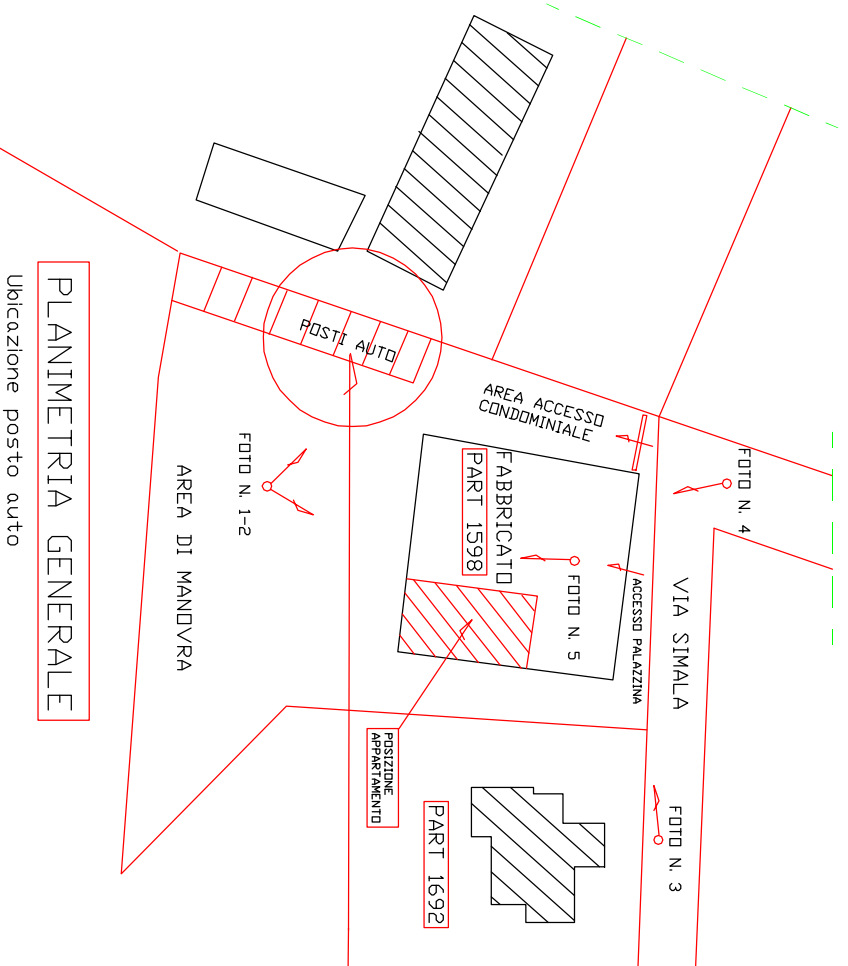 PLANIMETRIA GENERALE
Ubicazione posto auto
POSTI AUTO
AREA ACCESSO
CONDOMINIALE
FOTO N. 4
FOTO N. 1-2
AREA DI MANOVRA
FABBRICATO
PART 1598
FOTO N. 5
ACCESSO PALAZZINA
VIA SIMALA
POSIZIONE
APPARTAMENTO
PART 1692
FOTO N. 3